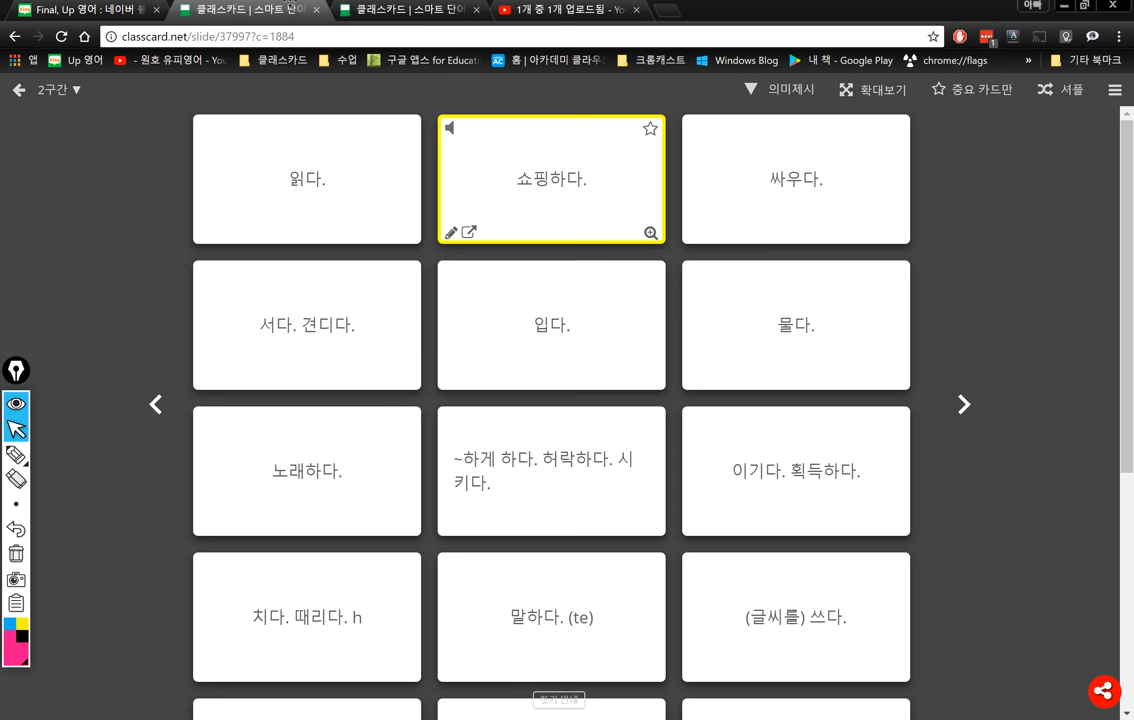 Final, Up 영어 : 네이버 블
클래스카드 | 스마트 단어
클래스카드 | 스마트 단어
1개 중 1개 업로드됨 - Yo
아빠
classcard.net/slide/37997?c=1884
앱
Up 영어
- 원호 유피영어 - You
클래스카드
수업
구글 앱스 for Educati
홈 | 아카데미 클라우
크롬캐스트
Windows Blog
내 책 - Google Play
chrome://flags
»
기타 북마크
2구간 ▼
▼ 의미제시
확대보기
중요 카드만
셔플
읽다.
쇼핑하다.
싸우다.
서다. 견디다.
입다.
물다.
노래하다.
~하게 하다. 허락하다. 시
키다.
이기다. 획득하다.
치다. 때리다. h
말하다. (te)
(글씨를) 쓰다.